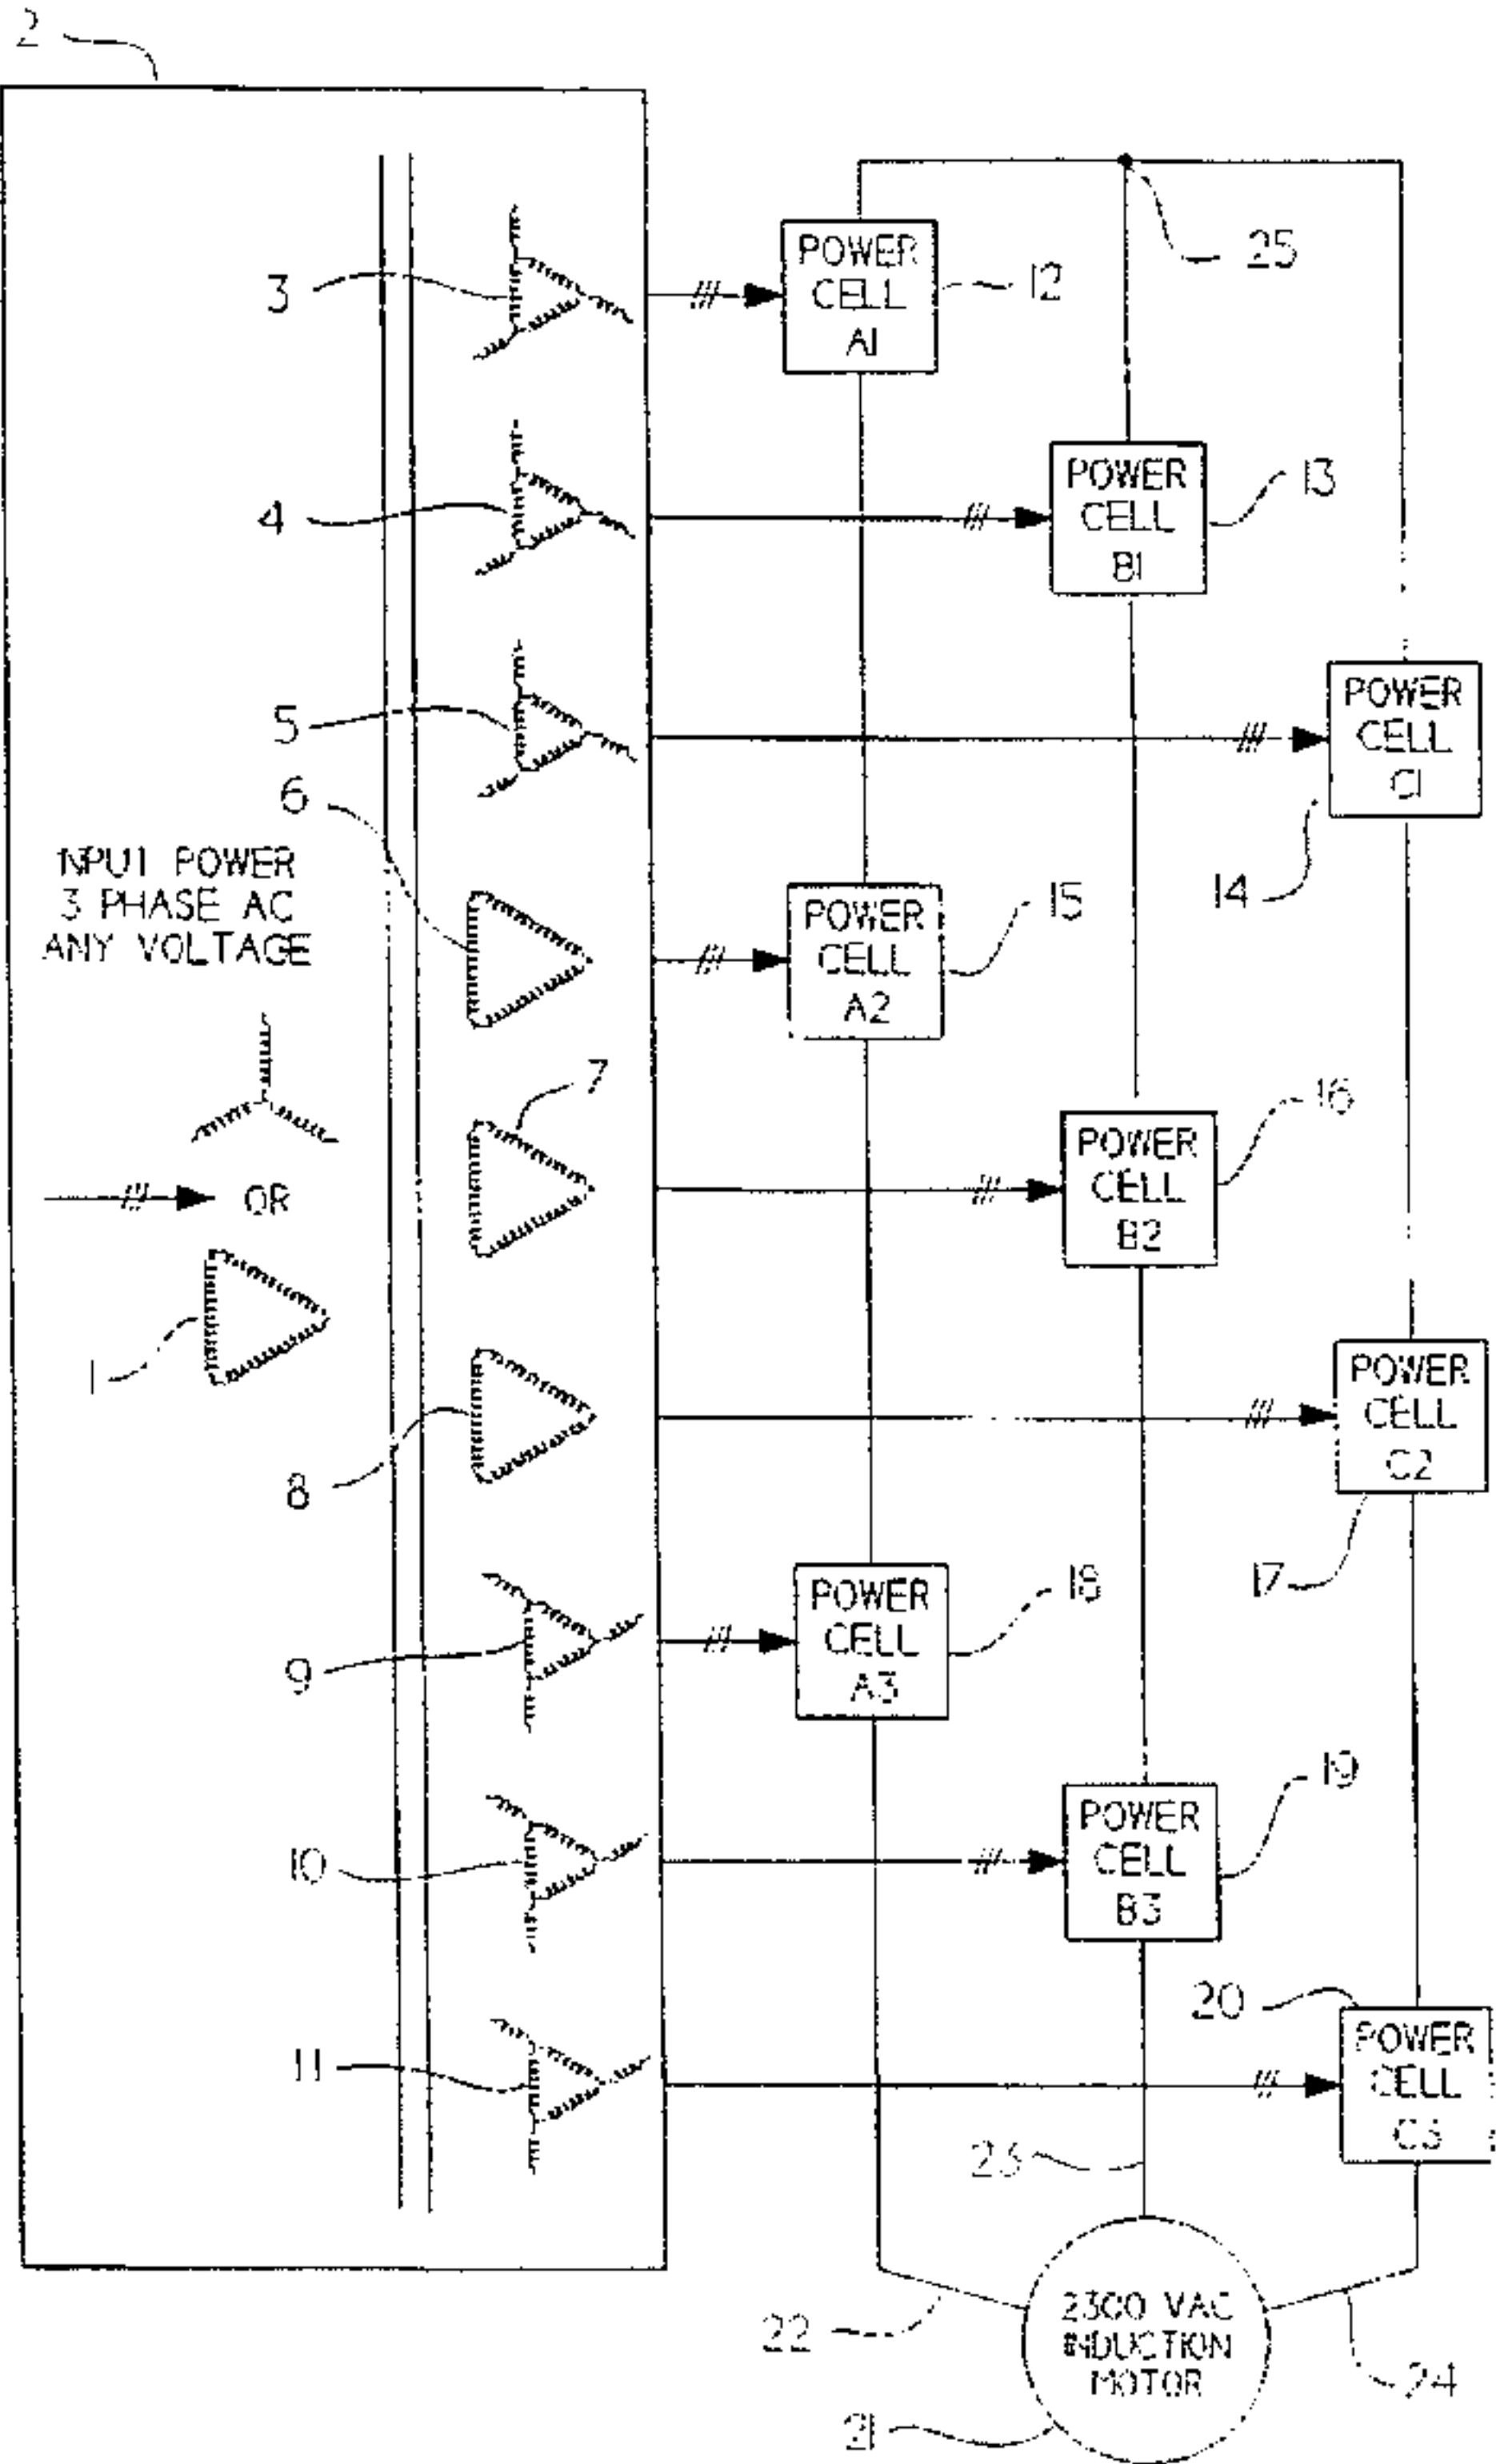 2
POWER
CELL
A1
12
25
3
POWER
CELL
B1
13
4
POWER
CELL
C1
14
5
6
INPUT POWER
3 PHASE AC
ANY VOLTAGE
POWER
CELL
A2
15
7
POWER
CELL
B2
16
OR
1
POWER
CELL
C2
17
8
POWER
CELL
A3
18
9
POWER
CELL
B3
19
10
20
POWER
CELL
C3
11
23
22
2300 VAC
INDUCTION
MOTOR
24
21